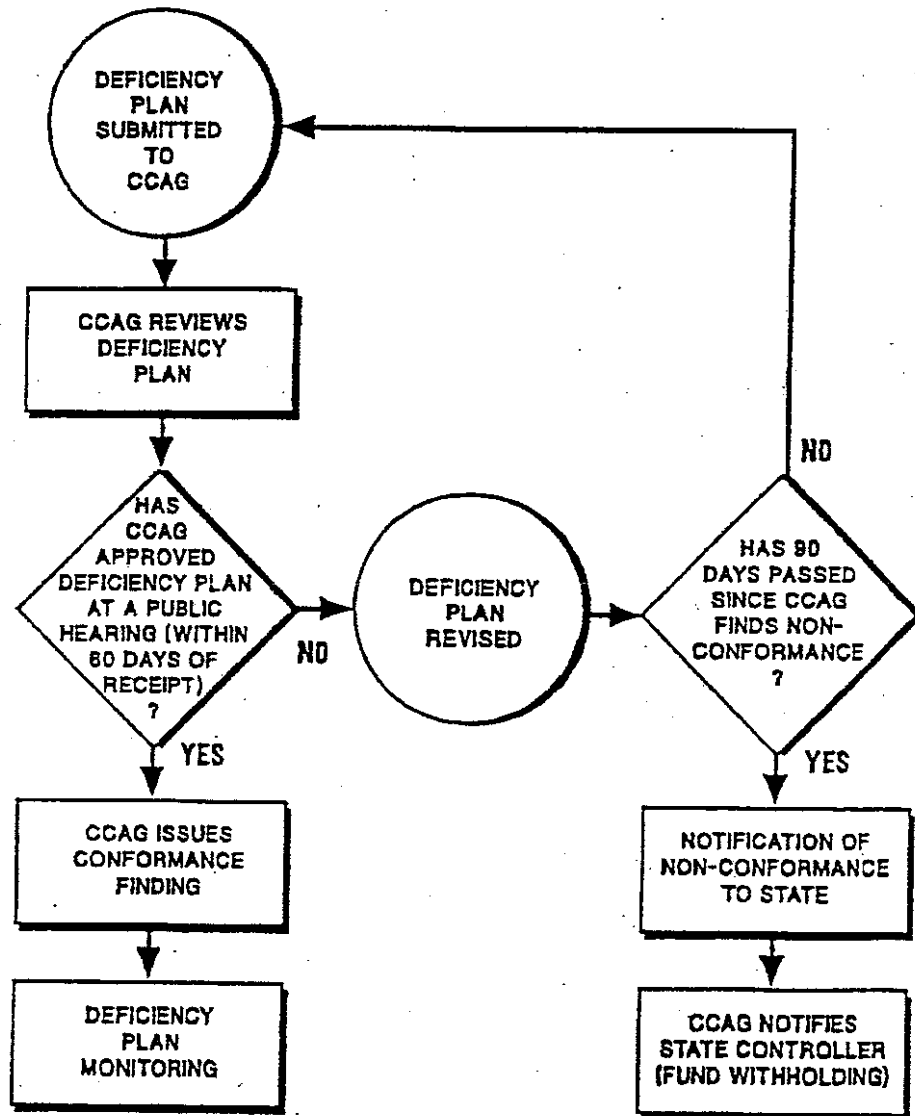 DEFICIENCY
PLAN
SUBMITTED
TO
CCAG
CCAG REVIEWS
DEFICIENCY
PLAN
HAS
CCAG
APPROVED
DEFICIENCY PLAN
AT A PUBLIC
HEARING (WITHIN
60 DAYS OF
RECEIPT)
?
NO
YES
DEFICIENCY
PLAN
REVISED
HAS 90
DAYS PASSED
SINCE CCAG
FINDS NON-
CONFORMANCE
?
NO
YES
CCAG ISSUES
CONFORMANCE
FINDING
DEFICIENCY
PLAN
MONITORING
NOTIFICATION OF
NON-CONFORMANCE
TO STATE
CCAG NOTIFIES
STATE CONTROLLER
(FUND WITHHOLDING)